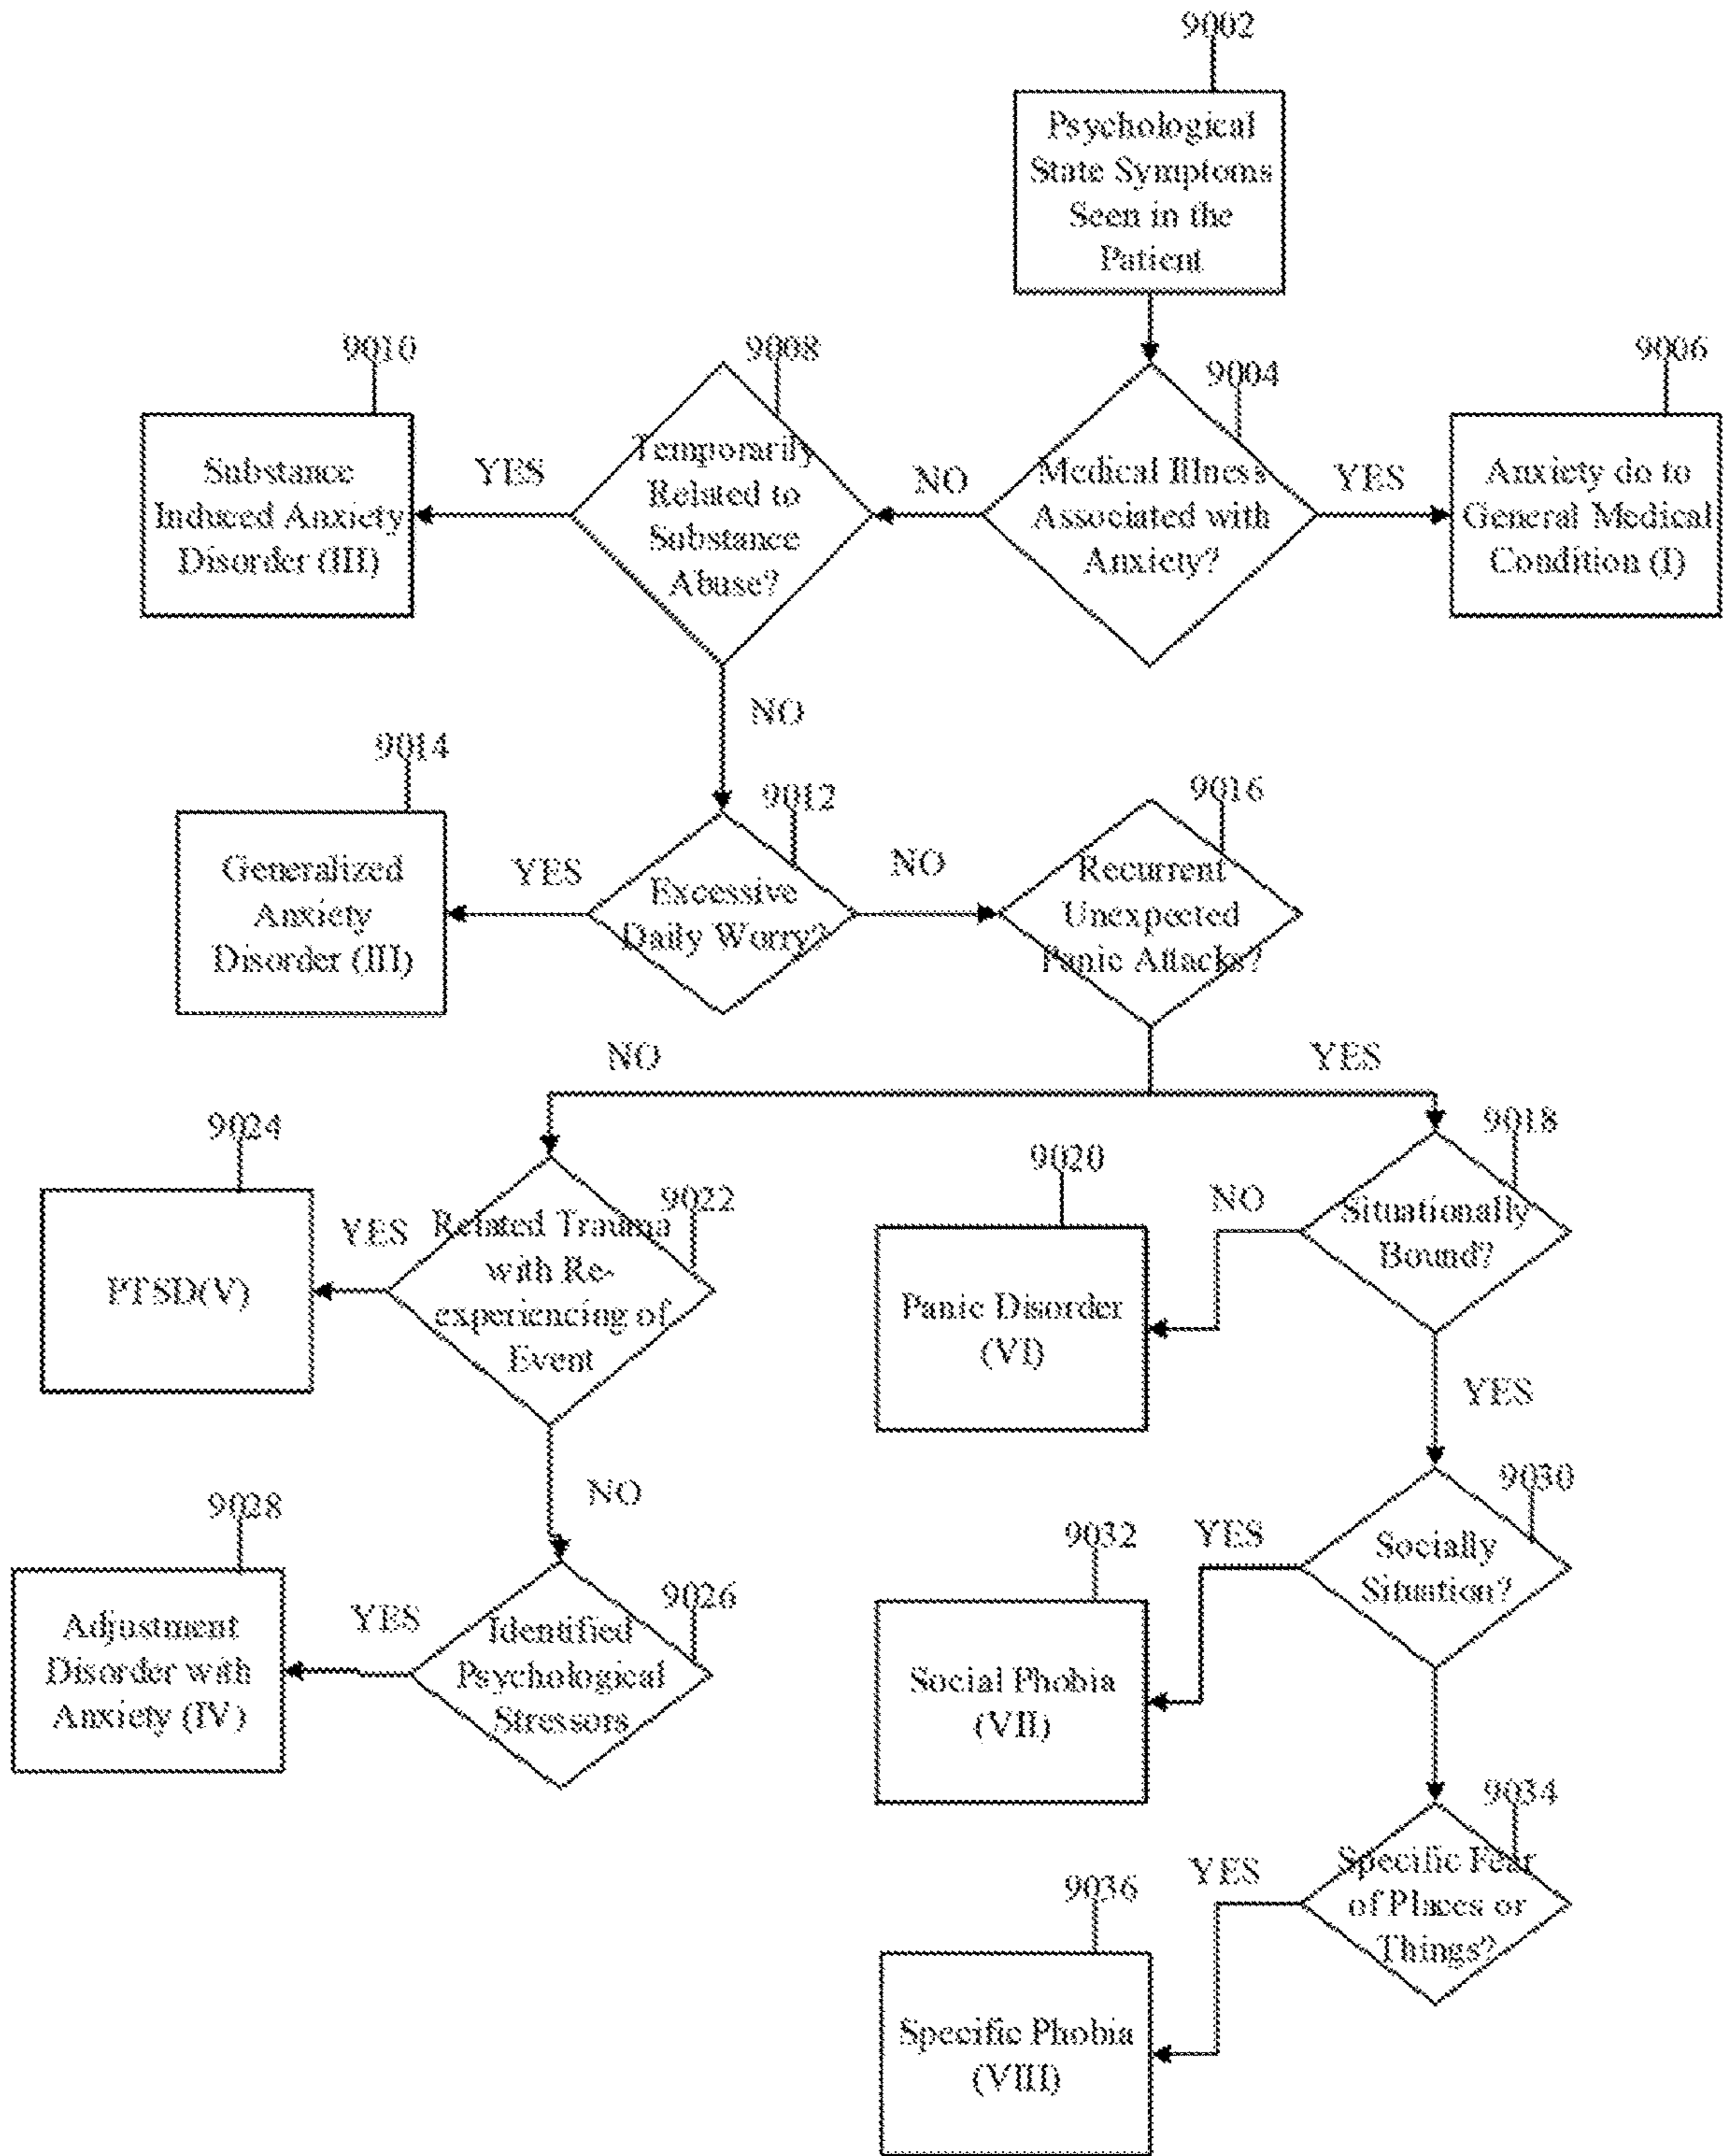 9002
Psychological
State Symptoms
Seen in the
Patient
9010
9008
9004
9006
Substance
Induced Anxiety
Disorder (III)
YES
Temporarily
Related to
Substance
Abuse?
NO
Medical Illness
Associated with
Anxiety?
YES
Anxiety do to
General Medical
Condition (I)
NO
9014
9012
9016
Generalized
Anxiety
Disorder (III)
YES
Excessive
Daily Worry?
NO
Recurrent
Unexpected
Panic Attacks?
NO
YES
9024
9022
9020
9018
PTSD(V)
YES
Related Trauma
with Re-
experiencing of
Event
Panic Disorder
(VI)
NO
Situationally
Bound?
NO
YES
9028
9026
9032
9030
Adjustment
Disorder with
Anxiety (IV)
YES
Identified
Psychological
Stressors
Social Phobia
(VII)
YES
Socially
Situation?
9036
9034
Specific Phobia
(VIII)
YES
Specific Fear
of Places or
Things?